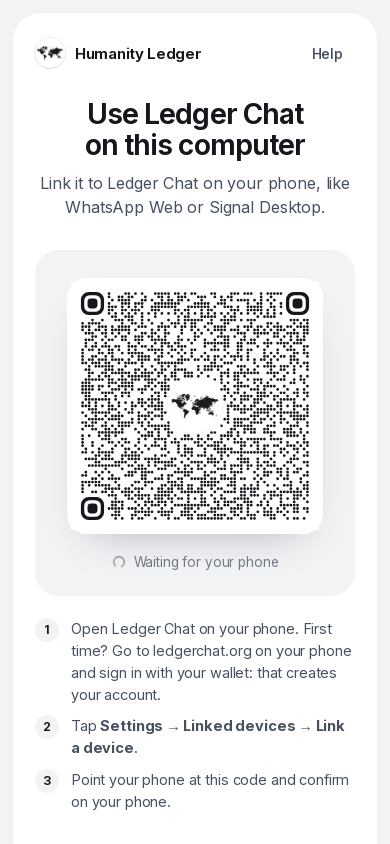 Humanity Ledger
Help
Use Ledger Chat
on this computer
Link it to Ledger Chat on your phone, like
WhatsApp Web or Signal Desktop.
Waiting for your phone
1 Open Ledger Chat on your phone. First
time? Go to ledgerchat.org on your phone
and sign in with your wallet: that creates
your account.
2 Tap Settings → Linked devices → Link
a device.
3 Point your phone at this code and confirm
on your phone.